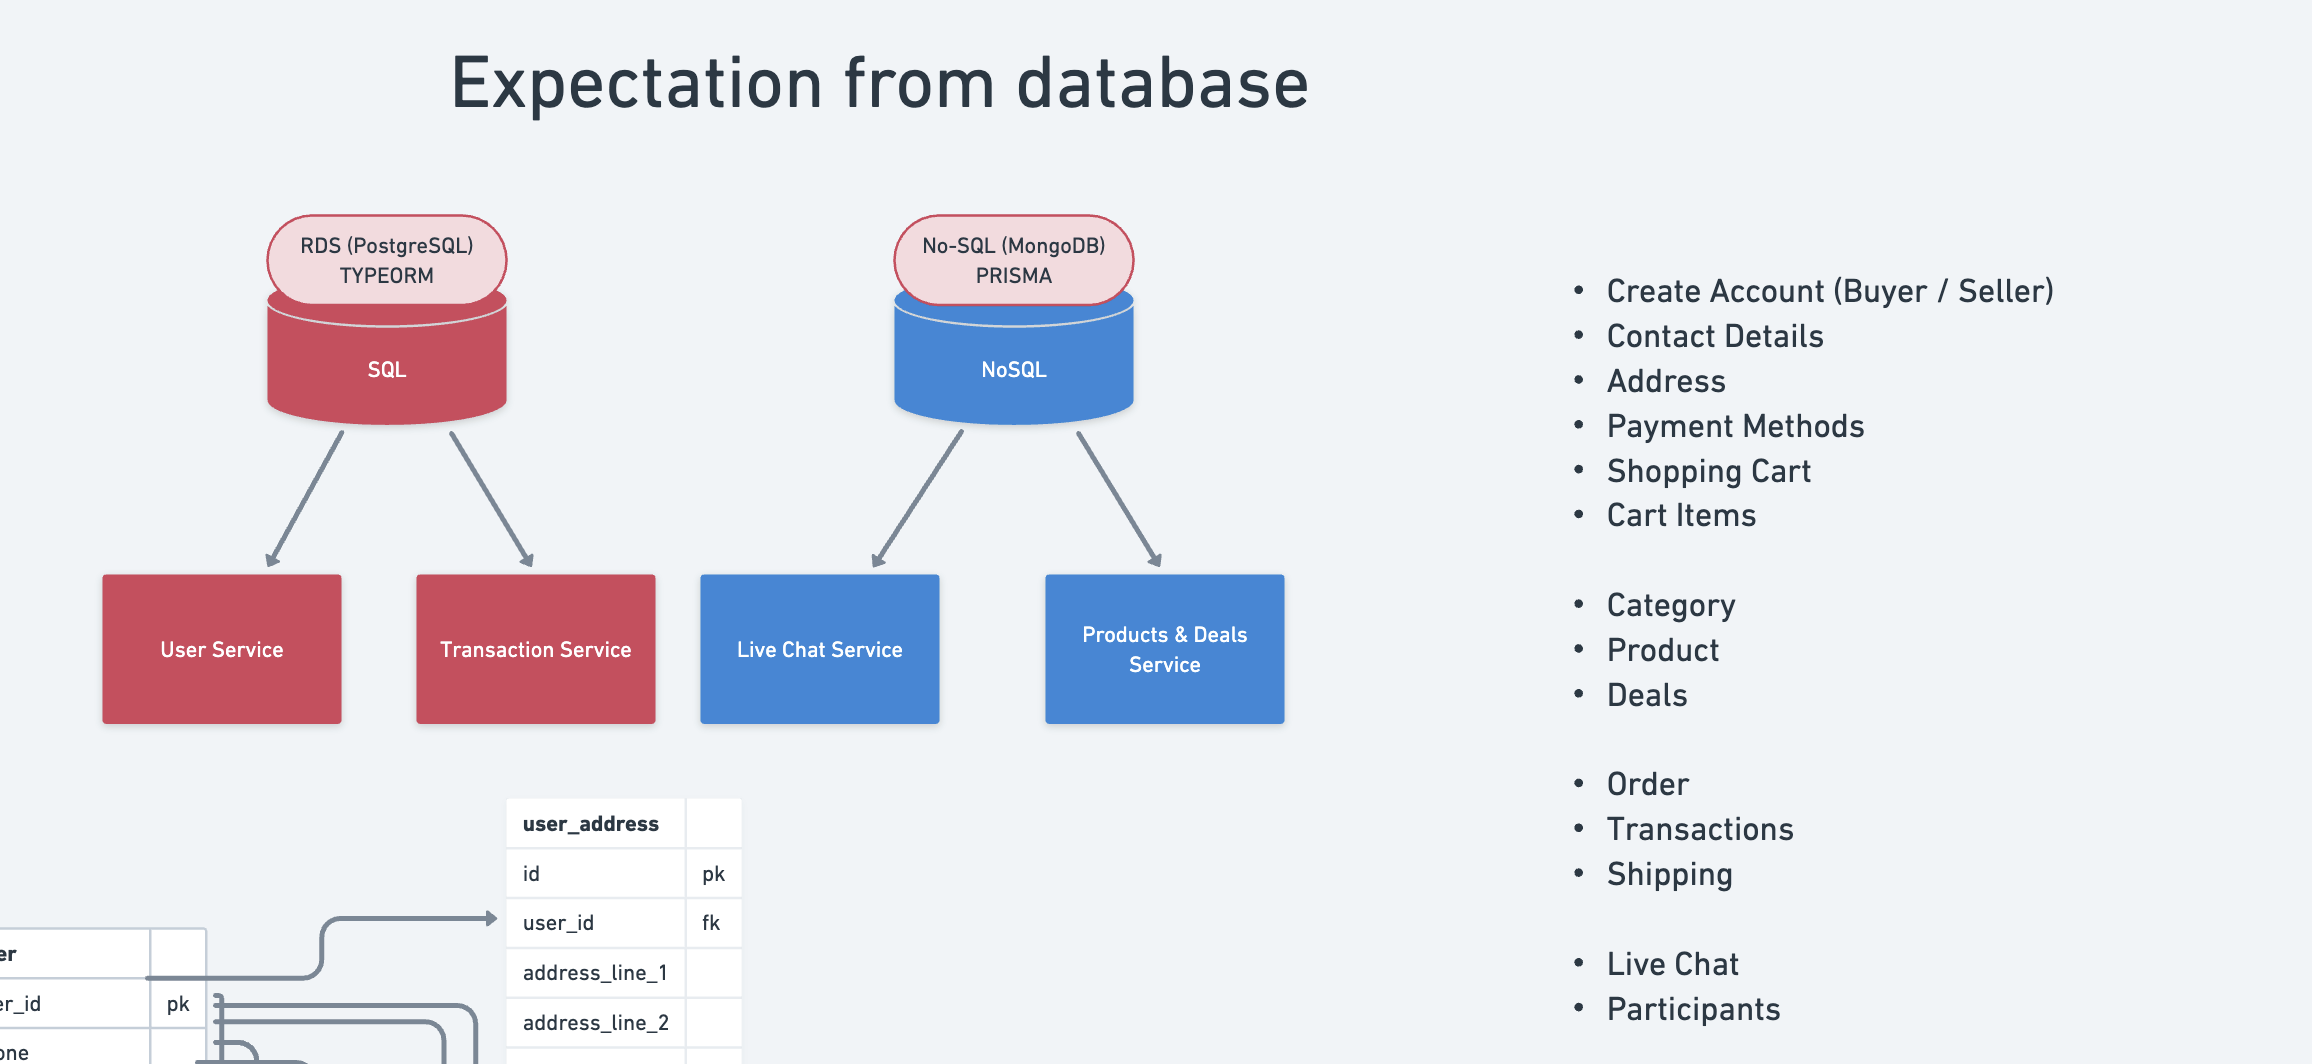 Expectation from database
RDS (PostgreSQL)
TYPEORM
SQL
No-SQL (MongoDB)
PRISMA
NoSQL
User Service
Transaction Service
Live Chat Service
Products & Deals
Service
• Create Account (Buyer / Seller)
• Contact Details
• Address
• Payment Methods
• Shopping Cart
• Cart Items
• Category
• Product
• Deals
• Order
• Transactions
• Shipping
• Live Chat
• Participants
user_address
id pk
user_id fk
address_line_1
address_line_2
er
er_id pk
one